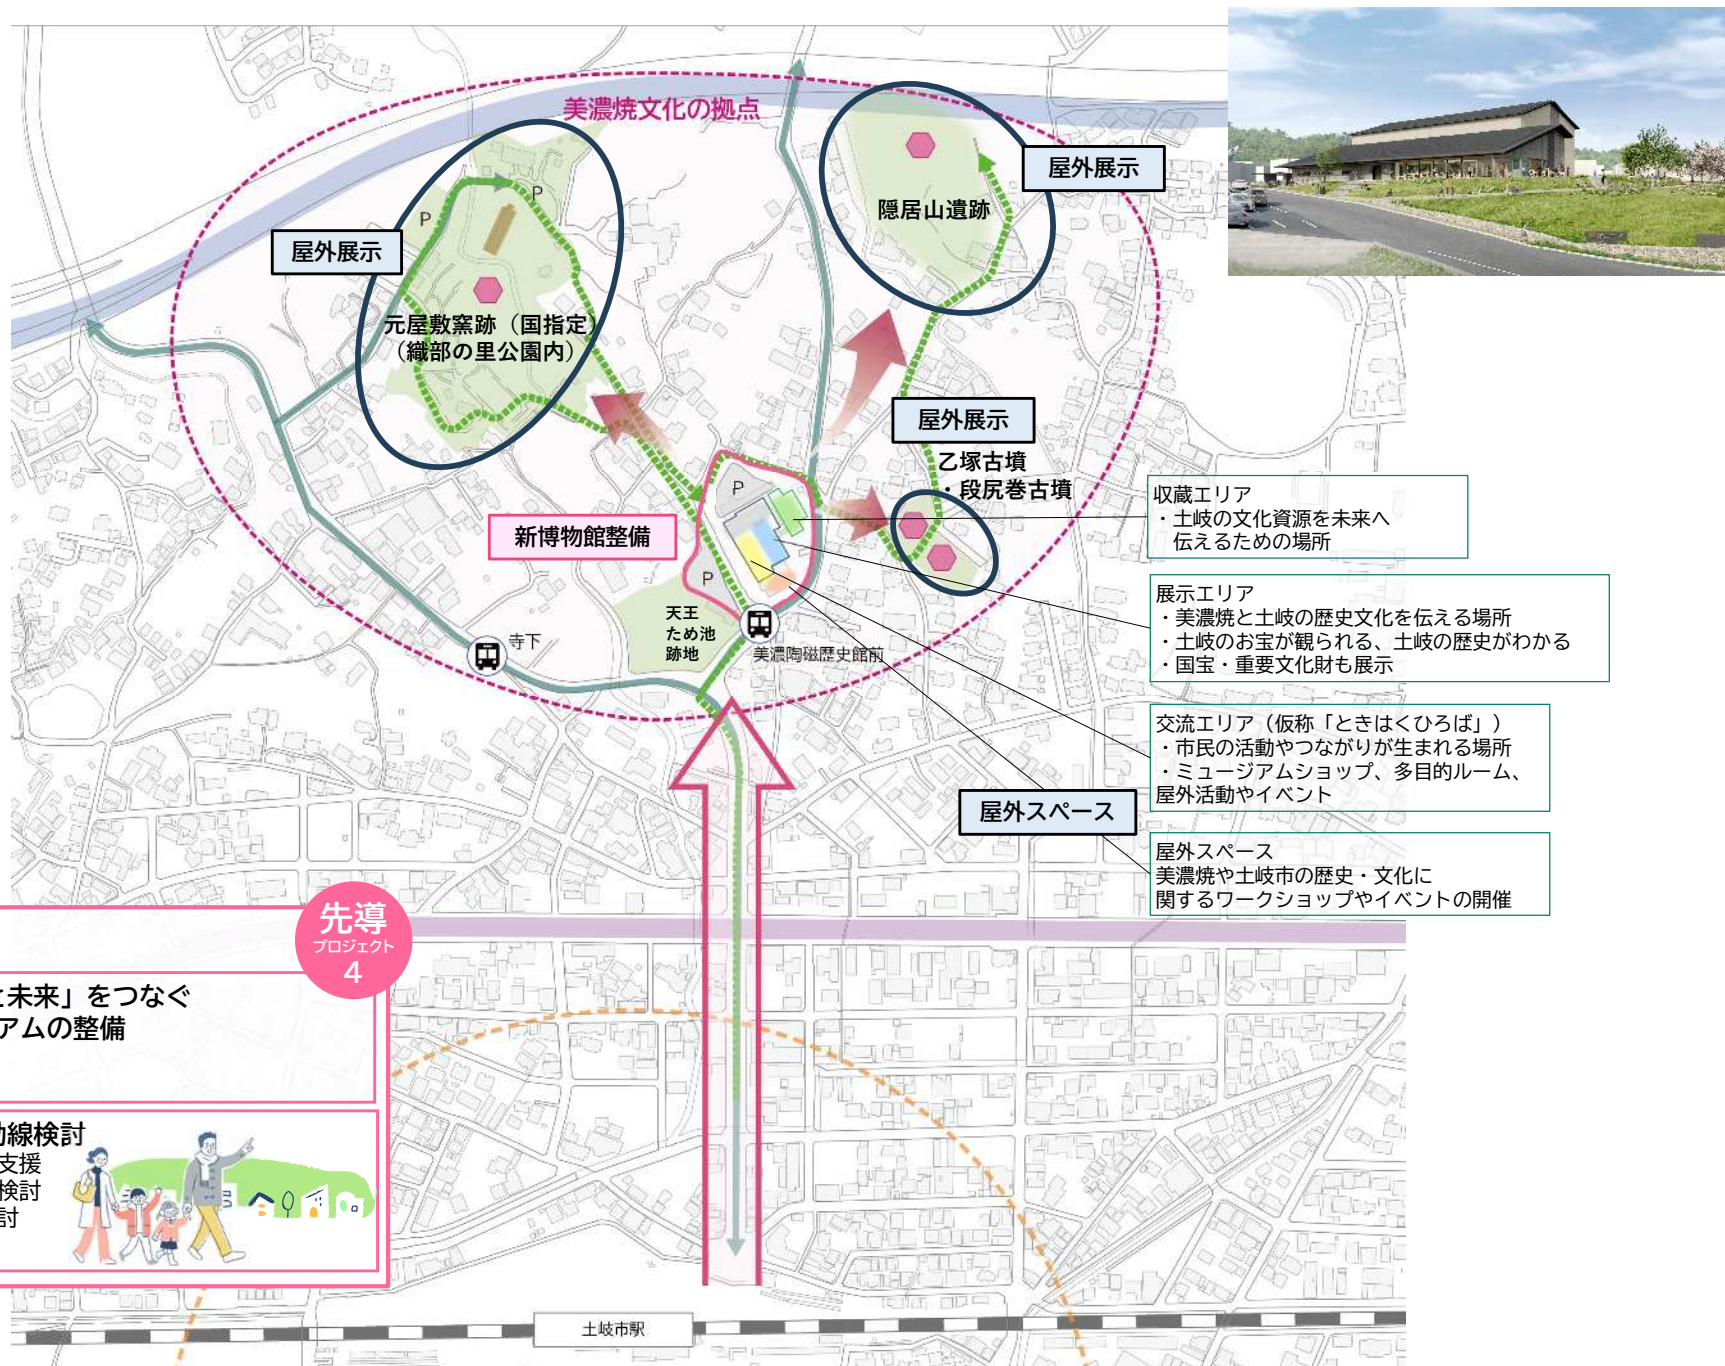 美濃焼文化の拠点
屋外展示
隠居山遺跡
P
P
屋外展示
元屋敷窯跡（国指定）
（織部の里公園内）
屋外展示
乙塚古墳
・段尻巻古墳
P
新博物館整備
P
天王
ため池
跡地
寺下
美濃陶磁歴史館前
収蔵エリア
・土岐の文化資源を未来へ
伝えるための場所
展示エリア
・美濃焼と土岐の歴史文化を伝える場所
・土岐のお宝が観られる、土岐の歴史がわかる
・国宝・重要文化財も展示
交流エリア（仮称「ときはくひろば」）
・市民の活動やつながりが生まれる場所
・ミュージアムショップ、多目的ルーム、
屋外活動やイベント
屋外スペース
屋外スペース
美濃焼や土岐市の歴史・文化に
関するワークショップやイベントの開催
先導
プロジェクト
4
と未来」をつなぐ
アムの整備
動線検討
支援
検討
討
土岐市駅